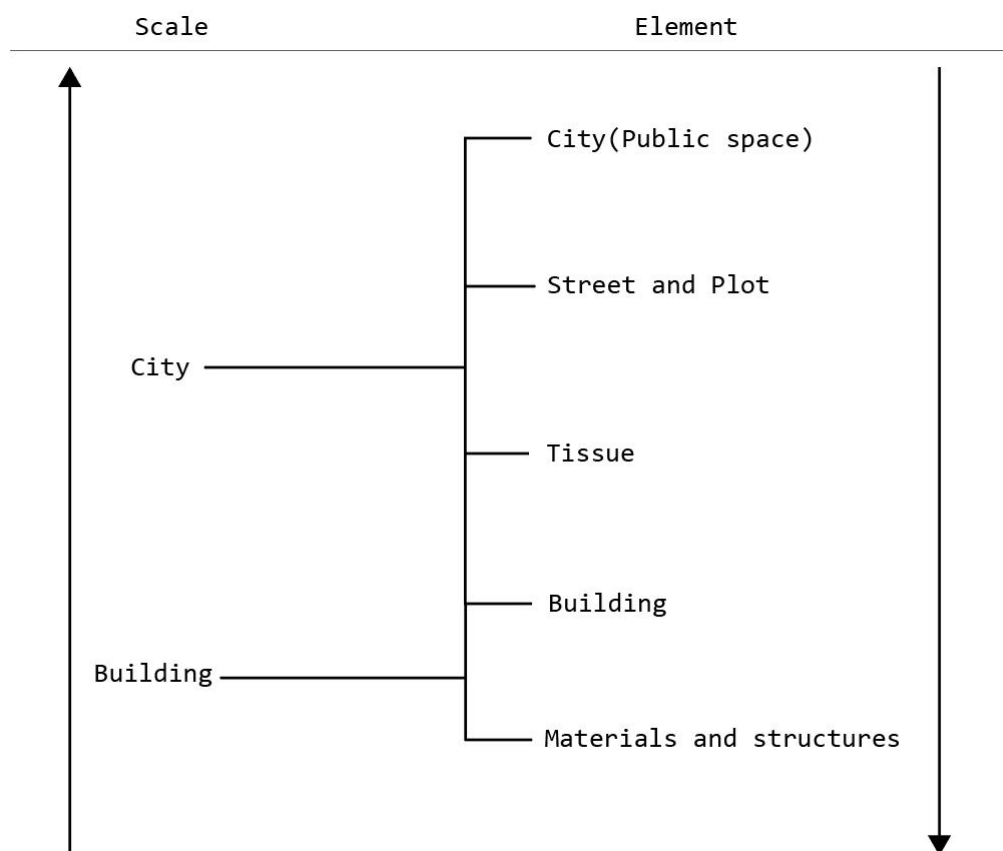 Scale Element
City(Public space)
Street and Plot
City
Tissue
Building
Building
Materials and structures